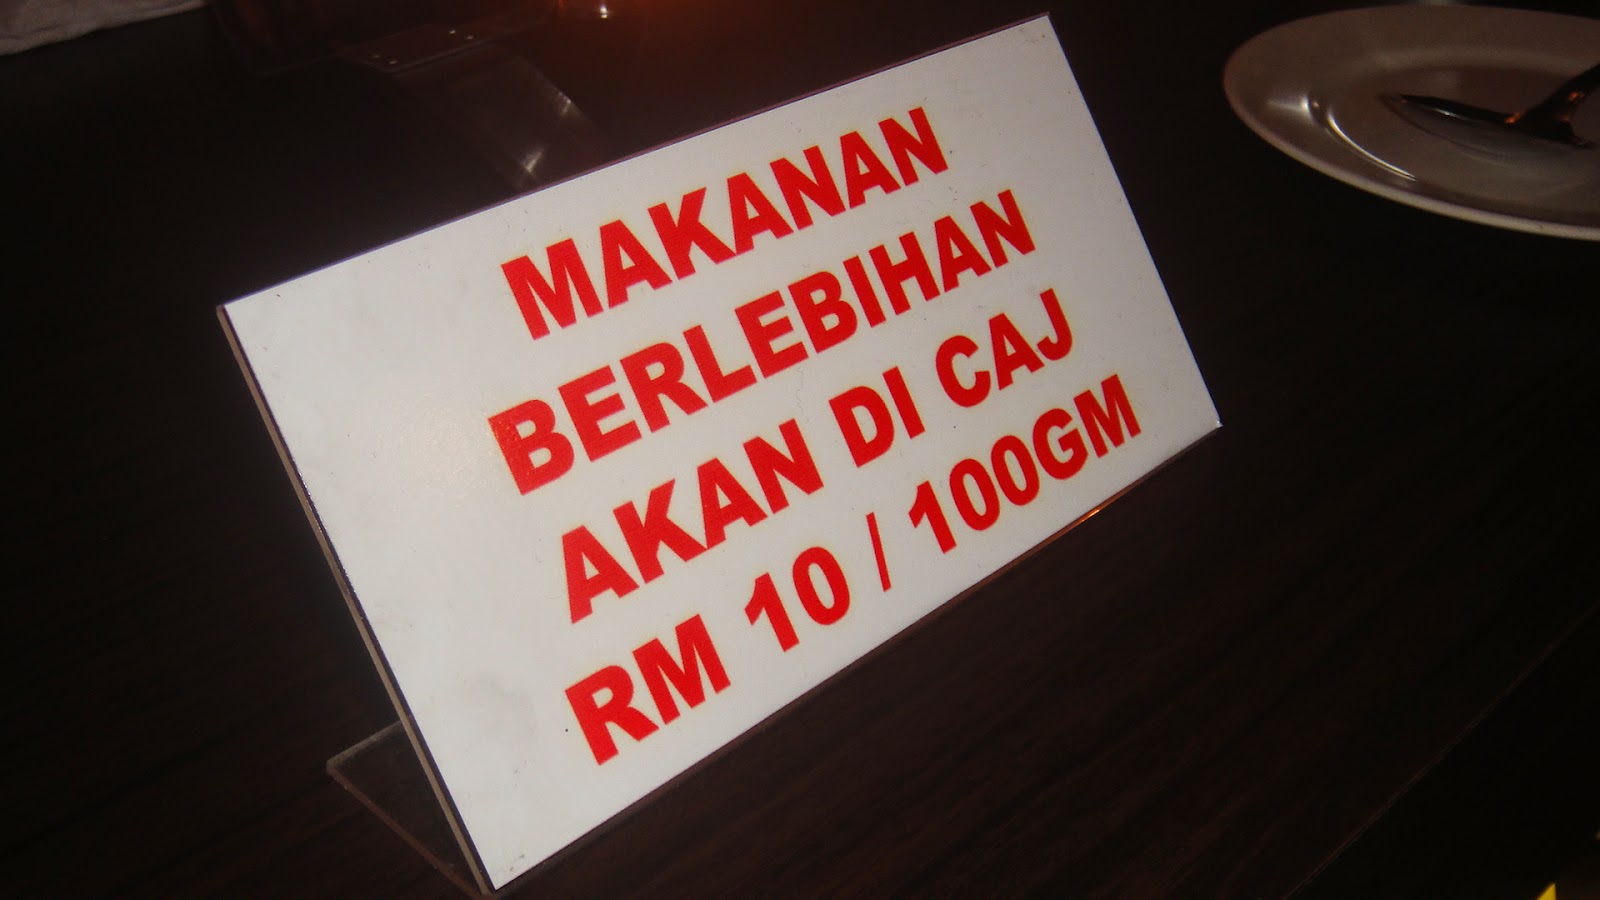 MAKANAN
BERLEBIHAN
AKAN DI CAJ
RM 10 / 100GM